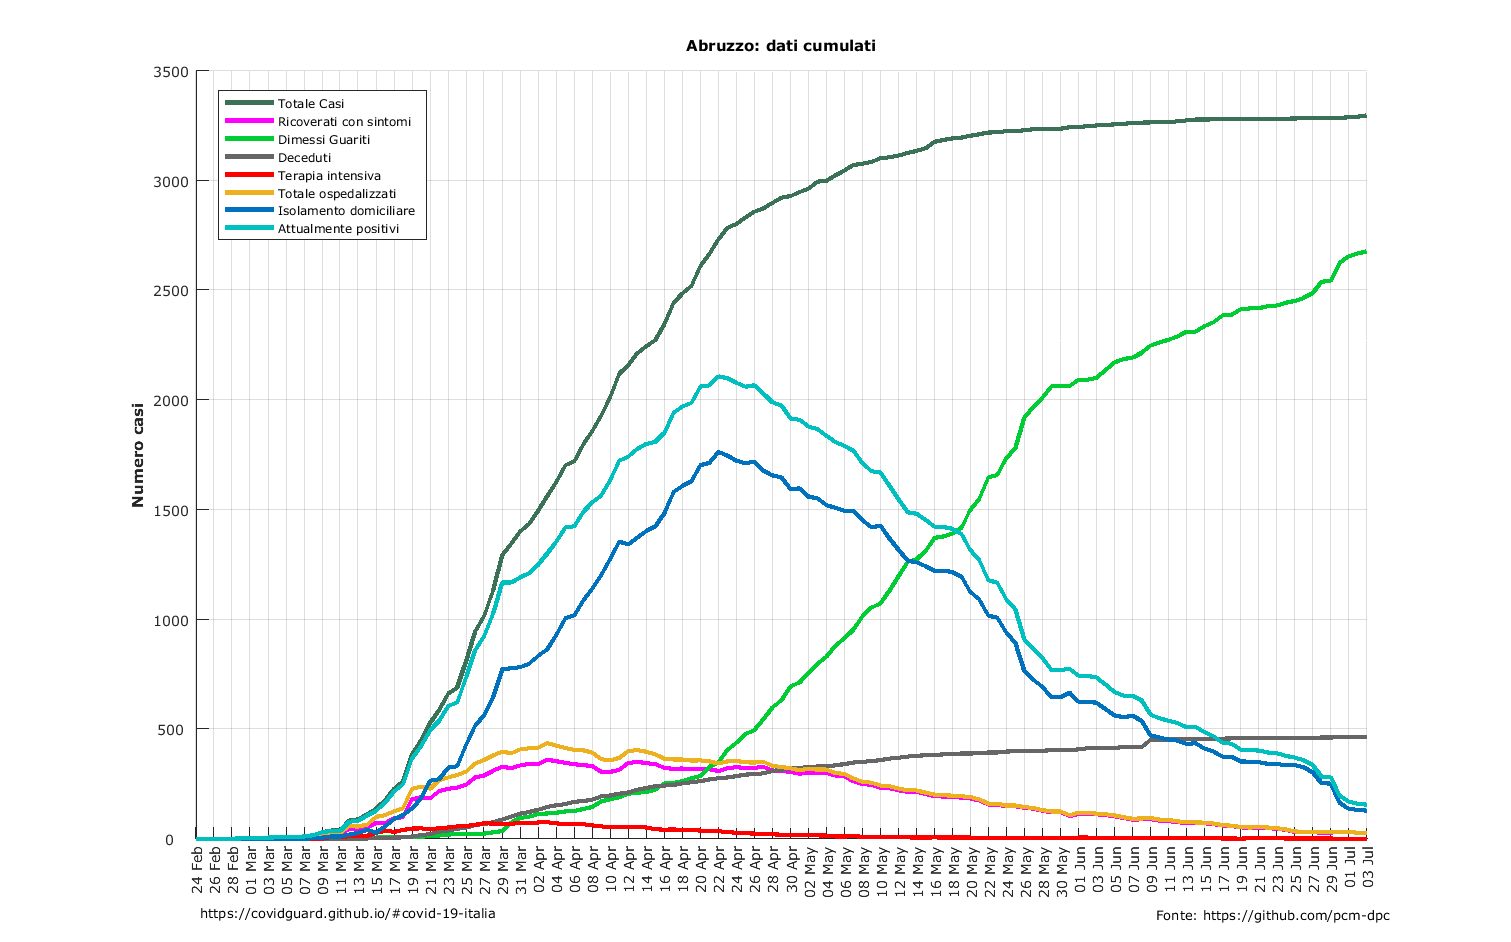 Abruzzo: dati cumulati
Numero casi
3500
3000
2500
2000
1500
1000
500
0
Totale Casi
Ricoverati con sintomi
Dimessi Guariti
Deceduti
Terapia intensiva
Totale ospedalizzati
Isolamento domiciliare
Attualmente positivi
24 Feb
26 Feb
28 Feb
01 Mar
03 Mar
05 Mar
07 Mar
09 Mar
11 Mar
13 Mar
15 Mar
17 Mar
19 Mar
21 Mar
23 Mar
25 Mar
27 Mar
29 Mar
31 Mar
02 Apr
04 Apr
06 Apr
08 Apr
10 Apr
12 Apr
14 Apr
16 Apr
18 Apr
20 Apr
22 Apr
24 Apr
26 Apr
28 Apr
30 Apr
02 May
04 May
06 May
08 May
10 May
12 May
14 May
16 May
18 May
20 May
22 May
24 May
26 May
28 May
30 May
01 Jun
03 Jun
05 Jun
07 Jun
09 Jun
11 Jun
13 Jun
15 Jun
17 Jun
19 Jun
21 Jun
23 Jun
25 Jun
27 Jun
29 Jun
01 Jul
03 Jul
https://covidguard.github.io/#covid-19-italia
Fonte: https://github.com/pcm-dpc